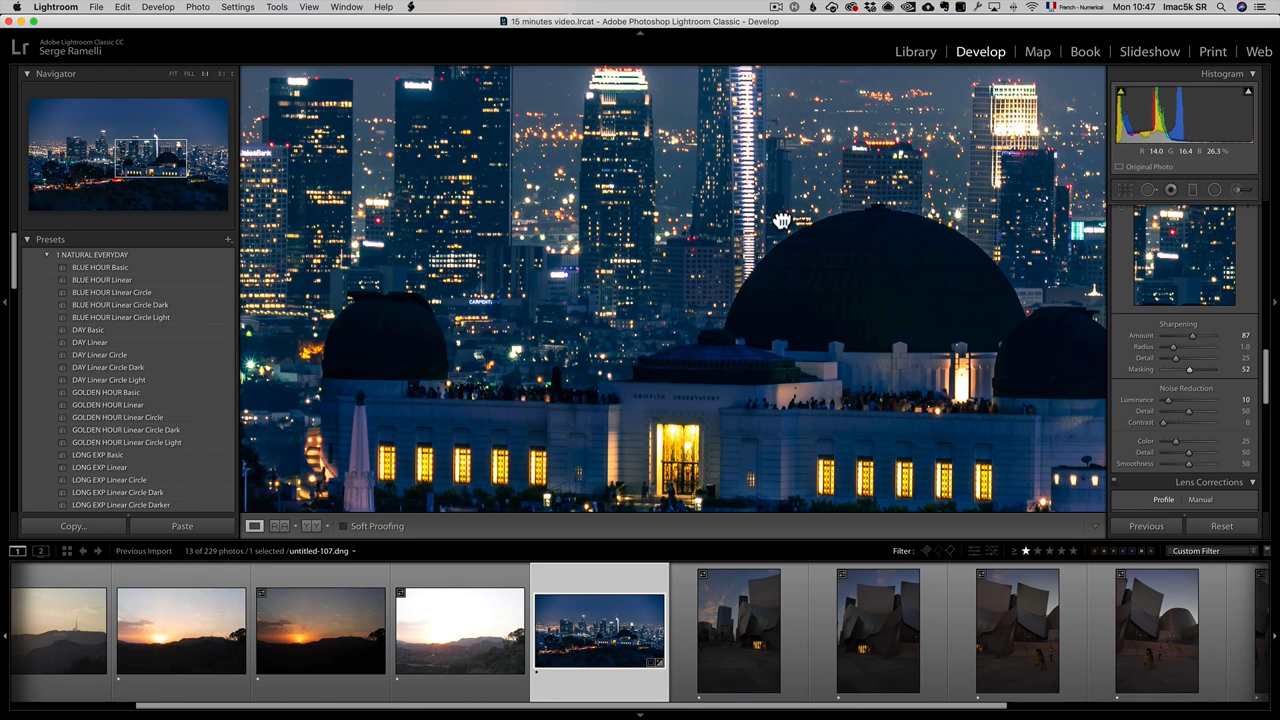 Lightroom File Edit Develop Photo Settings Tools View Window Help French - Numerical Mon 10:47 Imac5k SR
15 minutes video.lrcat - Adobe Photoshop Lightroom Classic - Develop
Lr Adobe Lightroom Classic CC
Serge Ramelli
Library | Develop | Map | Book | Slideshow | Print | Web
Navigator FIT FILL 1:1 3:1
Histogram
R 14.0 G 16.4 B 26.3 %
Original Photo
Presets +
1 NATURAL EVERYDAY
BLUE HOUR Basic
BLUE HOUR Linear
BLUE HOUR Linear Circle
BLUE HOUR Linear Circle Dark
BLUE HOUR Linear Circle Light
DAY Basic
DAY Linear
DAY Linear Circle
DAY Linear Circle Dark
DAY Linear Circle Light
GOLDEN HOUR Basic
GOLDEN HOUR Linear
GOLDEN HOUR Linear Circle
GOLDEN HOUR Linear Circle Dark
GOLDEN HOUR Linear Circle Light
LONG EXP Basic
LONG EXP Linear
LONG EXP Linear Circle
LONG EXP Linear Circle Dark
LONG EXP Linear Circle Darker
Copy... Paste
GRIFFITH OBSERVATORY
Sharpening
Amount 87
Radius 1.0
Detail 25
Masking 52
Noise Reduction
Luminance 10
Detail 50
Contrast 0
Color 25
Detail 50
Smoothness 50
Lens Corrections
Profile Manual
Previous Reset
RA YY Soft Proofing
1 2 Previous Import 13 of 229 photos / 1 selected / untitled-107.dng
Filter : ≥ ★★★★★ Custom Filter